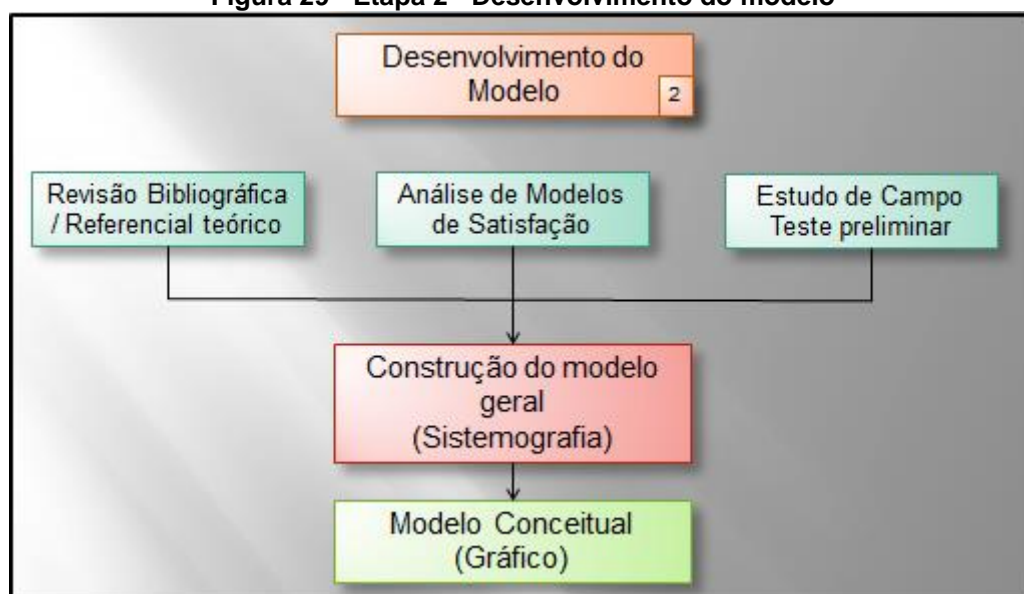 Figura 29 - Etapa 2 - Desenvolvimento do modelo
Desenvolvimento do
Modelo
2
Revisão Bibliográfica
/ Referencial teórico
Análise de Modelos
de Satisfação
Estudo de Campo
Teste preliminar
Construção do modelo
geral
(Sistemografia)
Modelo Conceitual
(Gráfico)